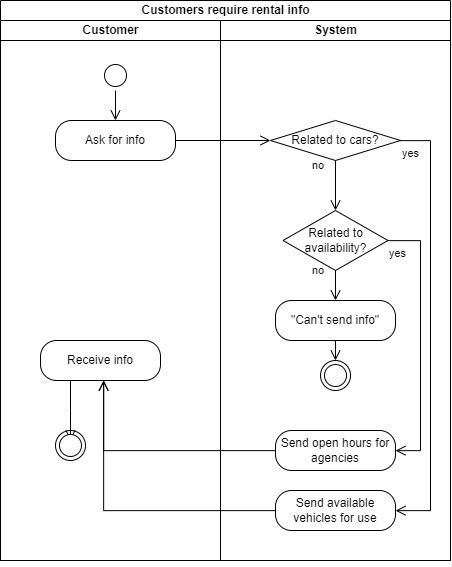 Customers require rental info
Customer
System
Ask for info
Related to cars?
yes
no
Related to
availability?
yes
no
"Can't send info"
Receive info
Send open hours for
agencies
Send available
vehicles for use